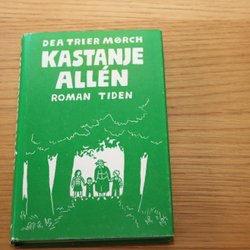 DEA TRIER MØRCH
KASTANJE
ALLÉN
ROMAN TIDEN